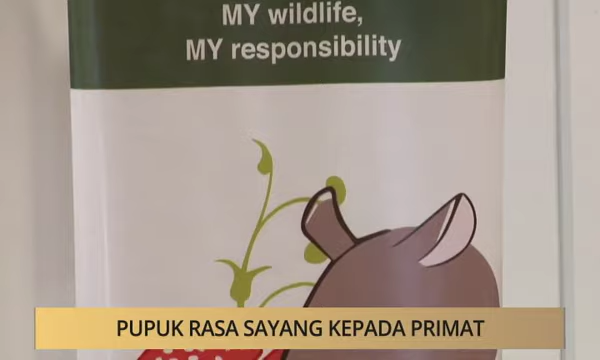 MY wildlife,
MY responsibility
PUPUK RASA SAYANG KEPADA PRIMAT